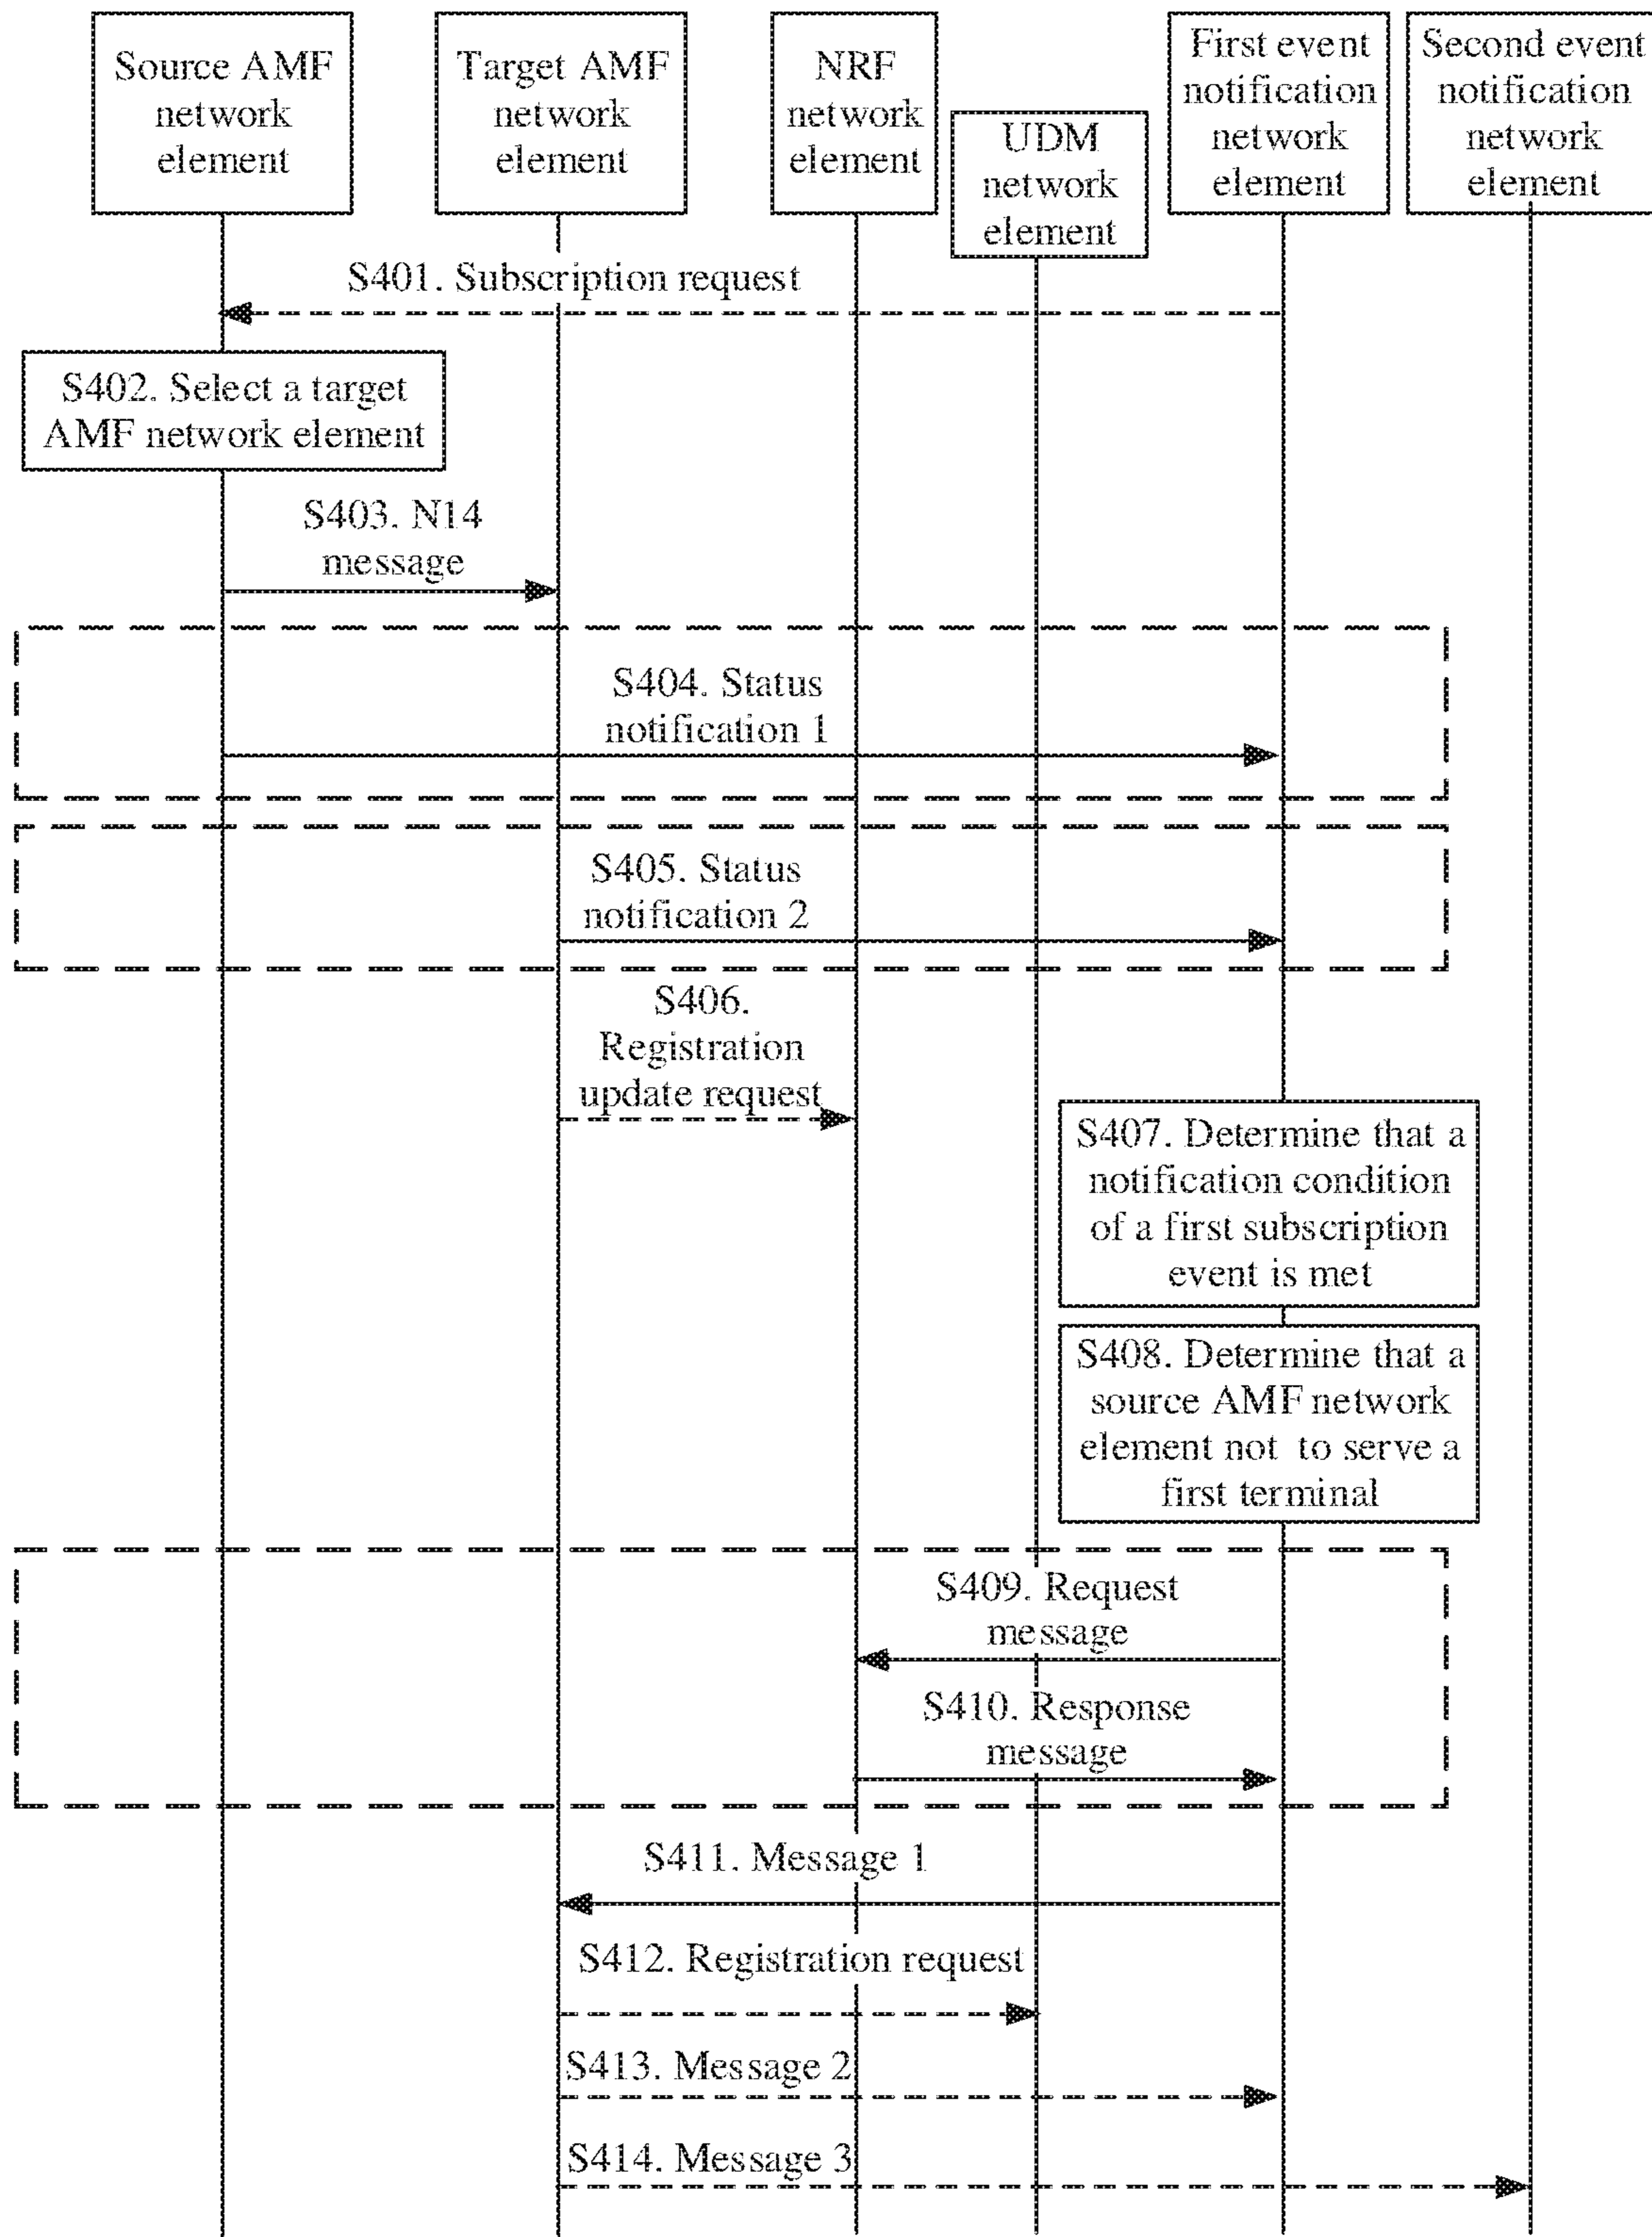 Source AMF
network
element
Target AMF
network
element
NRF
network
element
UDM
network
element
First event
notification
network
element
Second event
notification
network
element
S401. Subscription request
S402. Select a target
AMF network element
S403. N14
message
S404. Status
notification 1
S405. Status
notification 2
S406.
Registration
update request
S407. Determine that a
notification condition
of a first subscription
event is met
S408. Determine that a
source AMF network
element not to serve a
first terminal
S409. Request
message
S410. Response
message
S411. Message 1
S412. Registration request
S413. Message 2
S414. Message 3